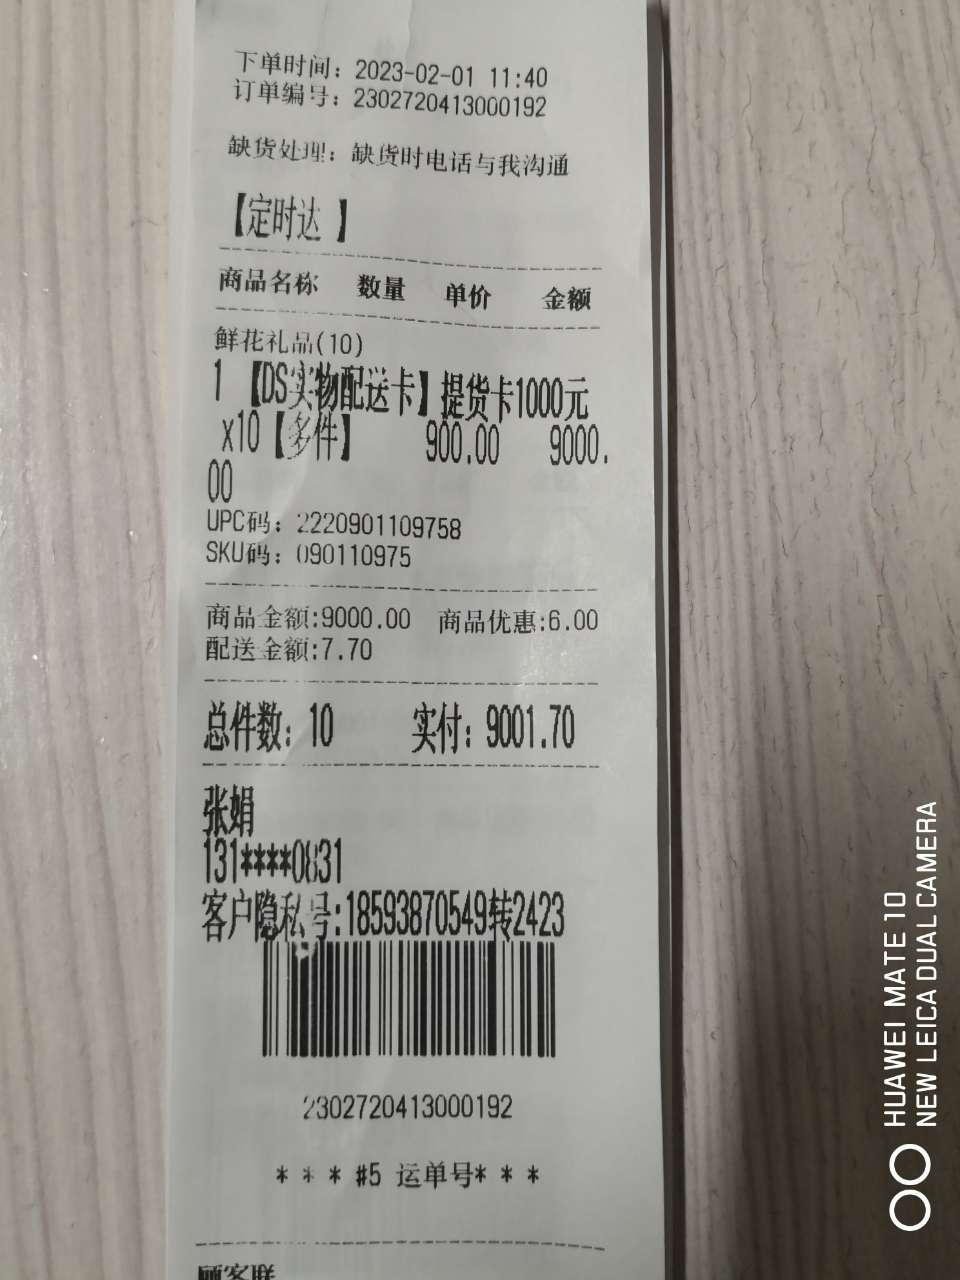 下单时间：2023-02-01 11:40
订单编号：2302720413000192
缺货处理：缺货时电话与我沟通
【定时达 】
商品名称 数量 单价 金额
鲜花礼品(10)
1 【DS实物配送卡】提货卡1000元
x10【多件】 900.00 9000.
00
UPC码：2220901109758
SKU码：090110975
商品金额:9000.00 商品优惠:6.00
配送金额:7.70
总件数：10 实付：9001.70
张娟
131****0831
客户隐私号:18593870549转2423
2302720413000192
* * * #5 运单号* * *
顾客联
HUAWEI MATE 10
NEW LEICA DUAL CAMERA